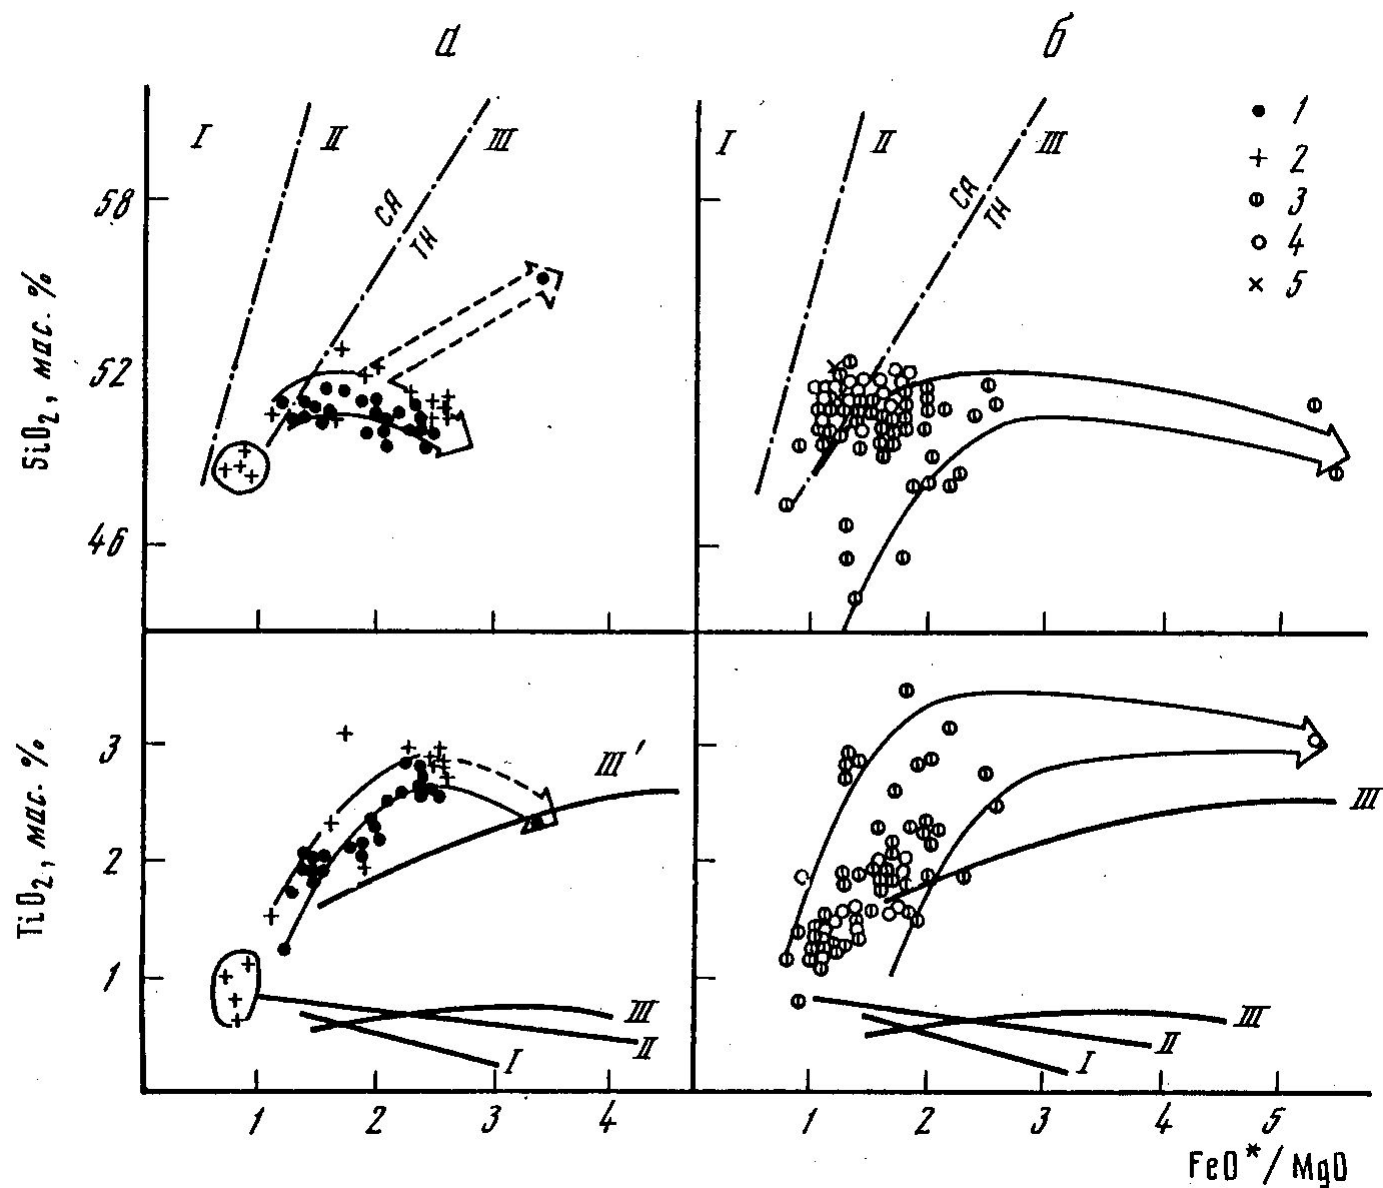 а б
I II III I II III
1
2
3
4
5
CA
TH
CA
TH
58
52
46
SiO₂, мас. %
III'
III
3
2
1
TiO₂, мас. %
III
II
I
III
II
I
1 2 3 4 1 2 3 4 5
FeO*/MgO